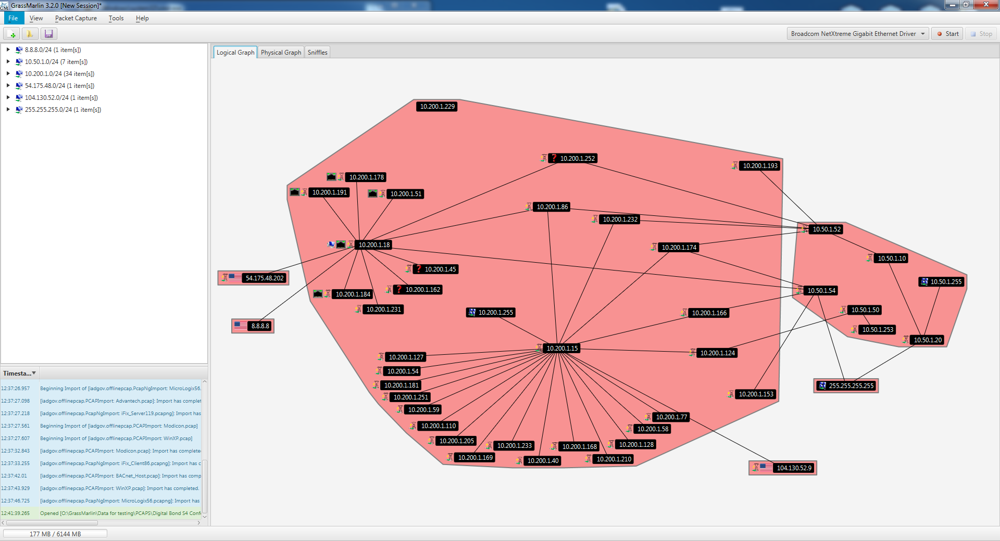 GrassMarlin 3.2.0 [New Session]*
File View Packet Capture Tools Help
Broadcom NetXtreme Gigabit Ethernet Driver Start Stop
8.8.8.0/24 (1 item[s])
10.50.1.0/24 (7 item[s])
10.200.1.0/24 (34 item[s])
54.175.48.0/24 (1 item[s])
104.130.52.0/24 (1 item[s])
255.255.255.0/24 (1 item[s])
Timesta...
12:37:26.957 Beginning Import of [iadgov.offlinepcap.PcapNgImport: MicroLogix56.
12:37:27.098 [iadgov.offlinepcap.PCAPImport: Advantech.pcap]: Import has complet
12:37:27.218 [iadgov.offlinepcap.PcapNgImport: iFix_Server119.pcapng]: Import has
12:37:27.561 Beginning Import of [iadgov.offlinepcap.PCAPImport: Modicon.pcap]
12:37:27.607 Beginning Import of [iadgov.offlinepcap.PCAPImport: WinXP.pcap]
12:37:32.843 [iadgov.offlinepcap.PCAPImport: Modicon.pcap]: Import has complete
12:37:33.255 [iadgov.offlinepcap.PcapNgImport: iFix_Client86.pcapng]: Import has c
12:37:42.01 [iadgov.offlinepcap.PCAPImport: BACnet_Host.pcap]: Import has comp
12:37:43.929 [iadgov.offlinepcap.PCAPImport: WinXP.pcap]: Import has completed.
12:37:46.725 [iadgov.offlinepcap.PcapNgImport: MicroLogix56.pcapng]: Import has
12:41:39.265 Opened [O:\GrassMarlin\Data for testing\PCAPS\Digital Bond S4 Conf
177 MB / 6144 MB
Logical Graph Physical Graph Sniffles
10.200.1.229
10.200.1.252
10.200.1.193
10.200.1.178
10.200.1.191
10.200.1.51
10.200.1.86
10.200.1.232
10.50.1.52
10.200.1.18
10.200.1.174
10.50.1.10
10.200.1.45
54.175.48.202
10.50.1.255
10.200.1.162
10.50.1.54
10.200.1.184
10.200.1.231
10.50.1.50
10.200.1.255
10.200.1.166
8.8.8.8
10.50.1.253
10.50.1.20
10.200.1.15
10.200.1.124
10.200.1.127
10.200.1.54
10.200.1.181
255.255.255.255
10.200.1.153
10.200.1.251
10.200.1.59
10.200.1.77
10.200.1.110
10.200.1.58
10.200.1.205
10.200.1.128
10.200.1.233
10.200.1.168
10.200.1.169
10.200.1.210
10.200.1.40
104.130.52.9